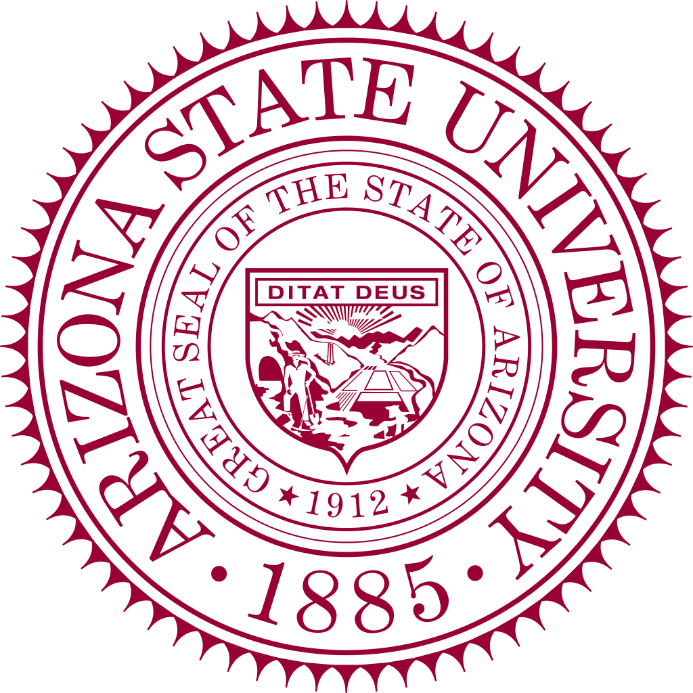 ARIZONA STATE UNIVERSITY
• 1885 •
GREAT SEAL OF THE STATE OF ARIZONA
★ 1912 ★
DITAT DEUS